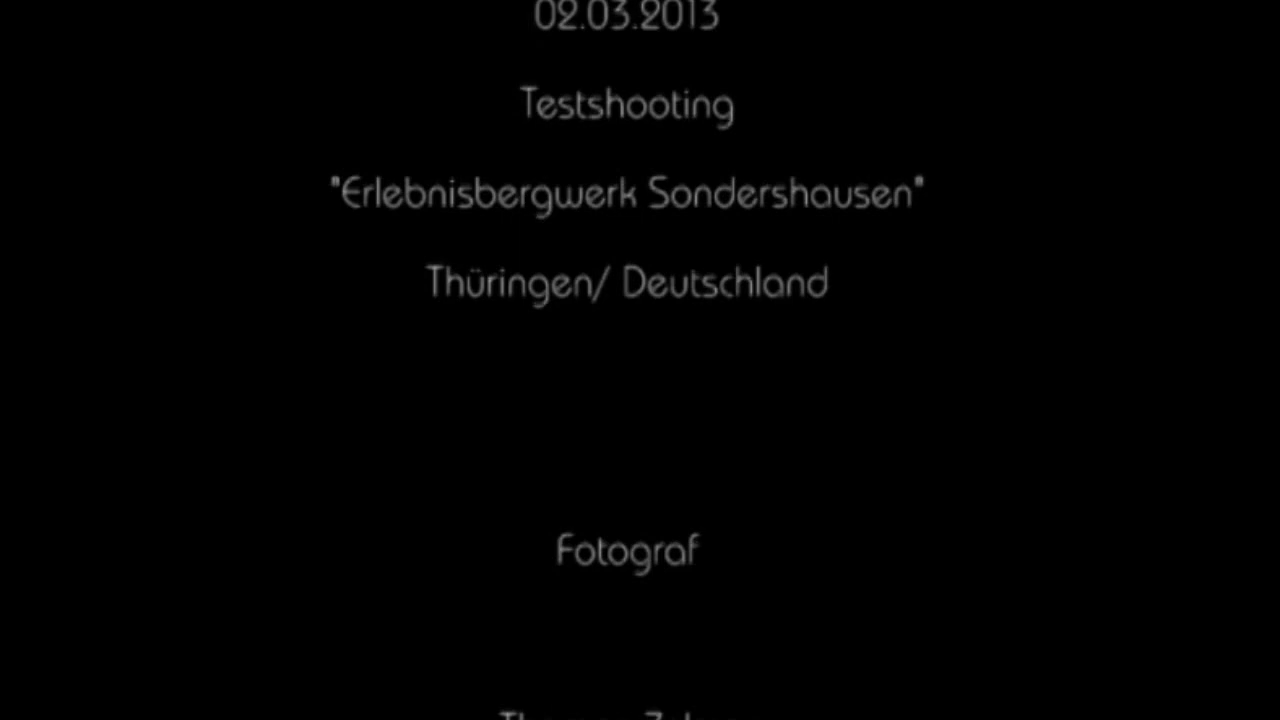 02.03.2013
Testshooting
"Erlebnisbergwerk Sondershausen"
Thüringen/ Deutschland
Fotograf